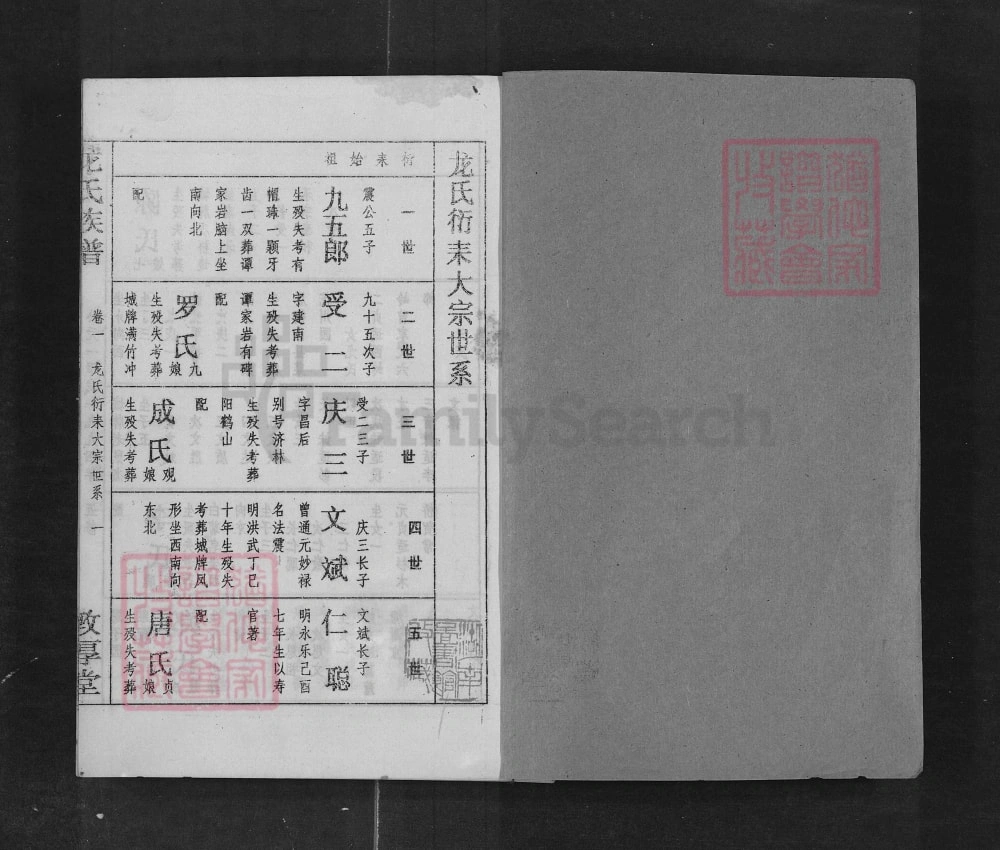 龙氏衍耒大宗世系
衍耒始祖
一世
震公五子
九五郎
生殁失考有
帽珠一颗牙
齿一双葬谭
家岩脑上坐
南向北
配
二世
九十五次子
受二
字建南
生殁失考葬
谭家岩有碑
配
罗氏九娘
生殁失考葬
城牌满竹冲
三世
受二三子
庆三
字昌后
别号济林
生殁失考葬
阳鹤山
配
成氏观娘
生殁失考葬
四世
庆三长子
文斌
曾通元妙禄
名法震
明洪武丁巳
十年生殁失
考葬城牌凤
形坐西南向
东北
五世
文斌长子
仁聪
明永乐己酉
七年生以寿
官著
配
唐氏贞娘
生殁失考葬
龙氏族谱
卷一
龙氏衍耒大宗世系
一
敦厚堂
FamilySearch